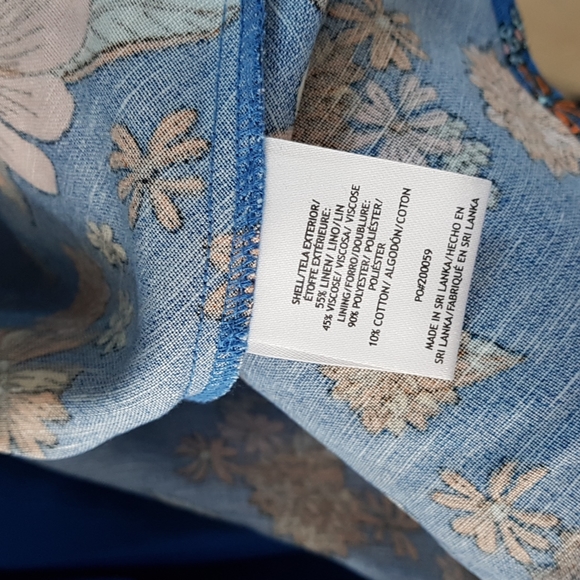 SHELL/TELA EXTERIOR/
ÉTOFFE EXTÉRIEURE:
55% LINEN/ LINO/LIN
45% VISCOSE/ VISCOSA/ VISCOSE
LINING/FORRO/DOUBLURE:
90% POLYESTER/ POLIÉSTER/
POLIÉSTER
10% COTTON/ ALGODÓN/COTON
PO#200059
MADE IN SRI LANKA/HECHO EN
SRI LANKA/FABRIQUÉ EN SRI LANKA